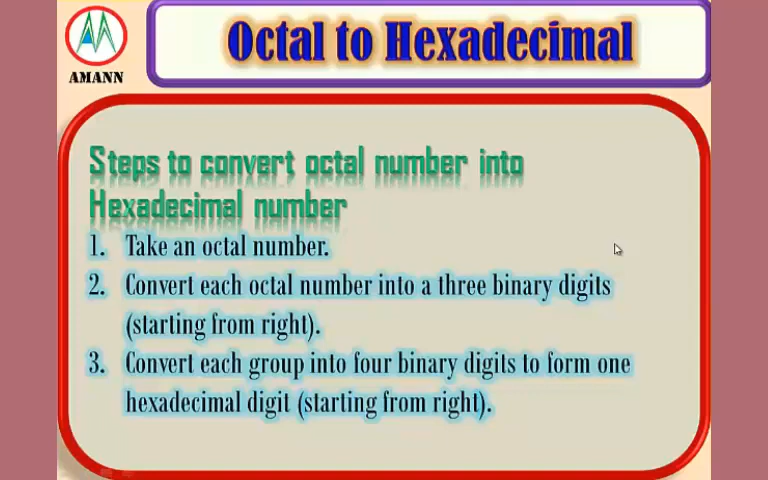 AMANN
Octal to Hexadecimal
Steps to convert octal number into
Hexadecimal number
1. Take an octal number.
2. Convert each octal number into a three binary digits
(starting from right).
3. Convert each group into four binary digits to form one
hexadecimal digit (starting from right).